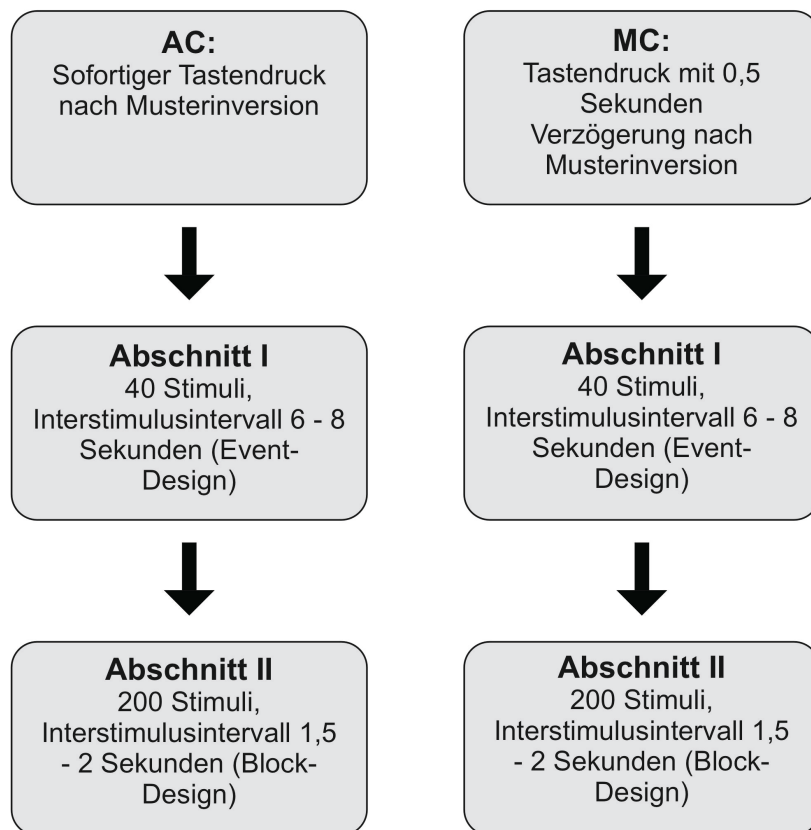 AC:
Sofortiger Tastendruck
nach Musterinversion
MC:
Tastendruck mit 0,5
Sekunden
Verzögerung nach
Musterinversion
Abschnitt I
40 Stimuli,
Interstimulusintervall 6 - 8
Sekunden (Event-
Design)
Abschnitt I
40 Stimuli,
Interstimulusintervall 6 - 8
Sekunden (Event-
Design)
Abschnitt II
200 Stimuli,
Interstimulusintervall 1,5
- 2 Sekunden (Block-
Design)
Abschnitt II
200 Stimuli,
Interstimulusintervall 1,5
- 2 Sekunden (Block-
Design)